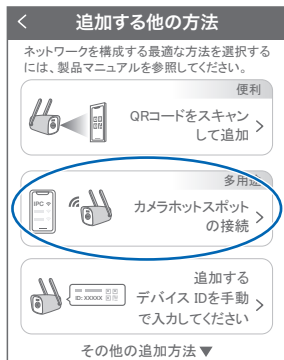 追加する他の方法
ネットワークを構成する最適な方法を選択する
には、製品マニュアルを参照してください。
便利
QRコードをスキャン
して追加
多用途
IPC
カメラホットスポット
の接続
ID: XXXXX
追加する
デバイス IDを手動
で入力してください
その他の追加方法▼